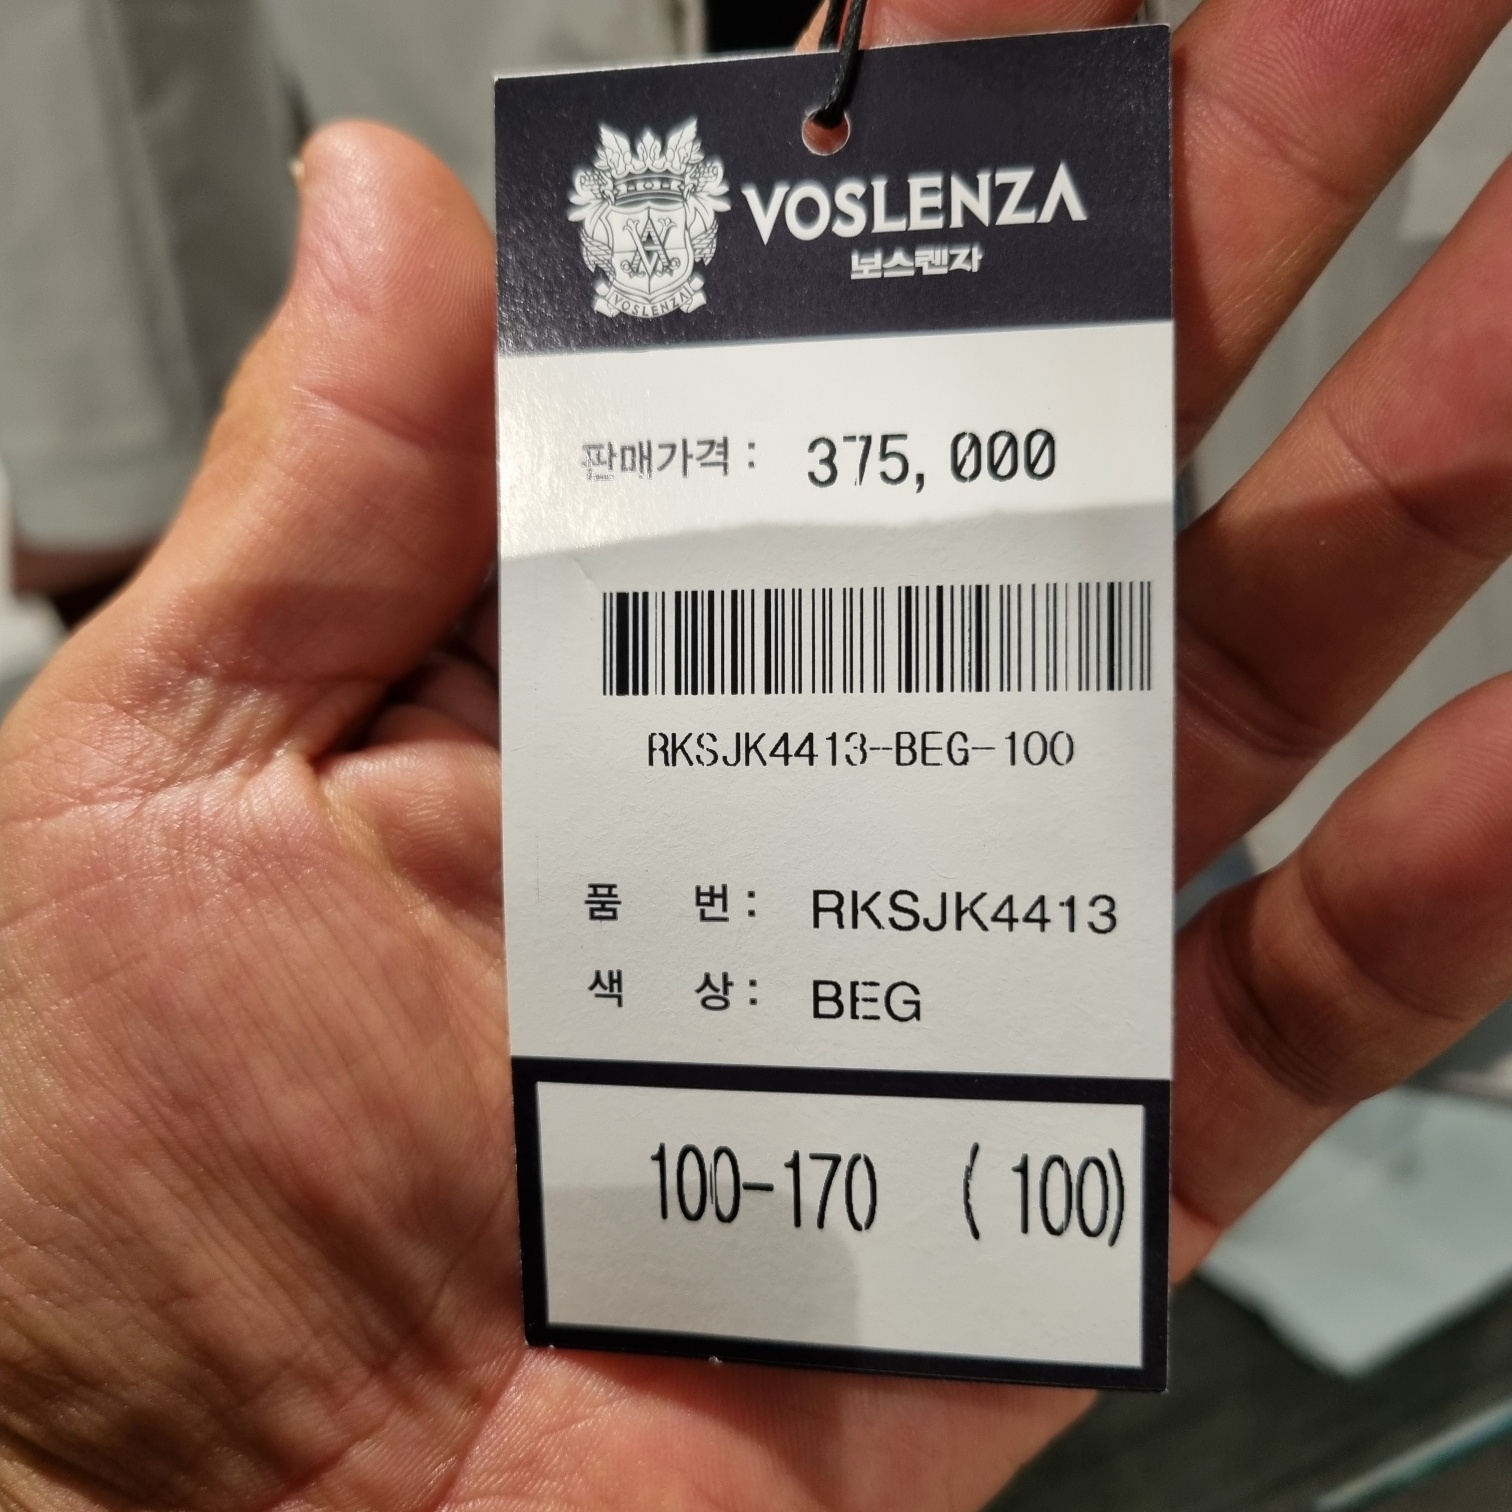 VOSLENZA
보스렌자
VOSLENZA
판매가격 : 375, 000
RKSJK4413-BEG-100
품 번 : RKSJK4413
색 상 : BEG
100-170 ( 100)